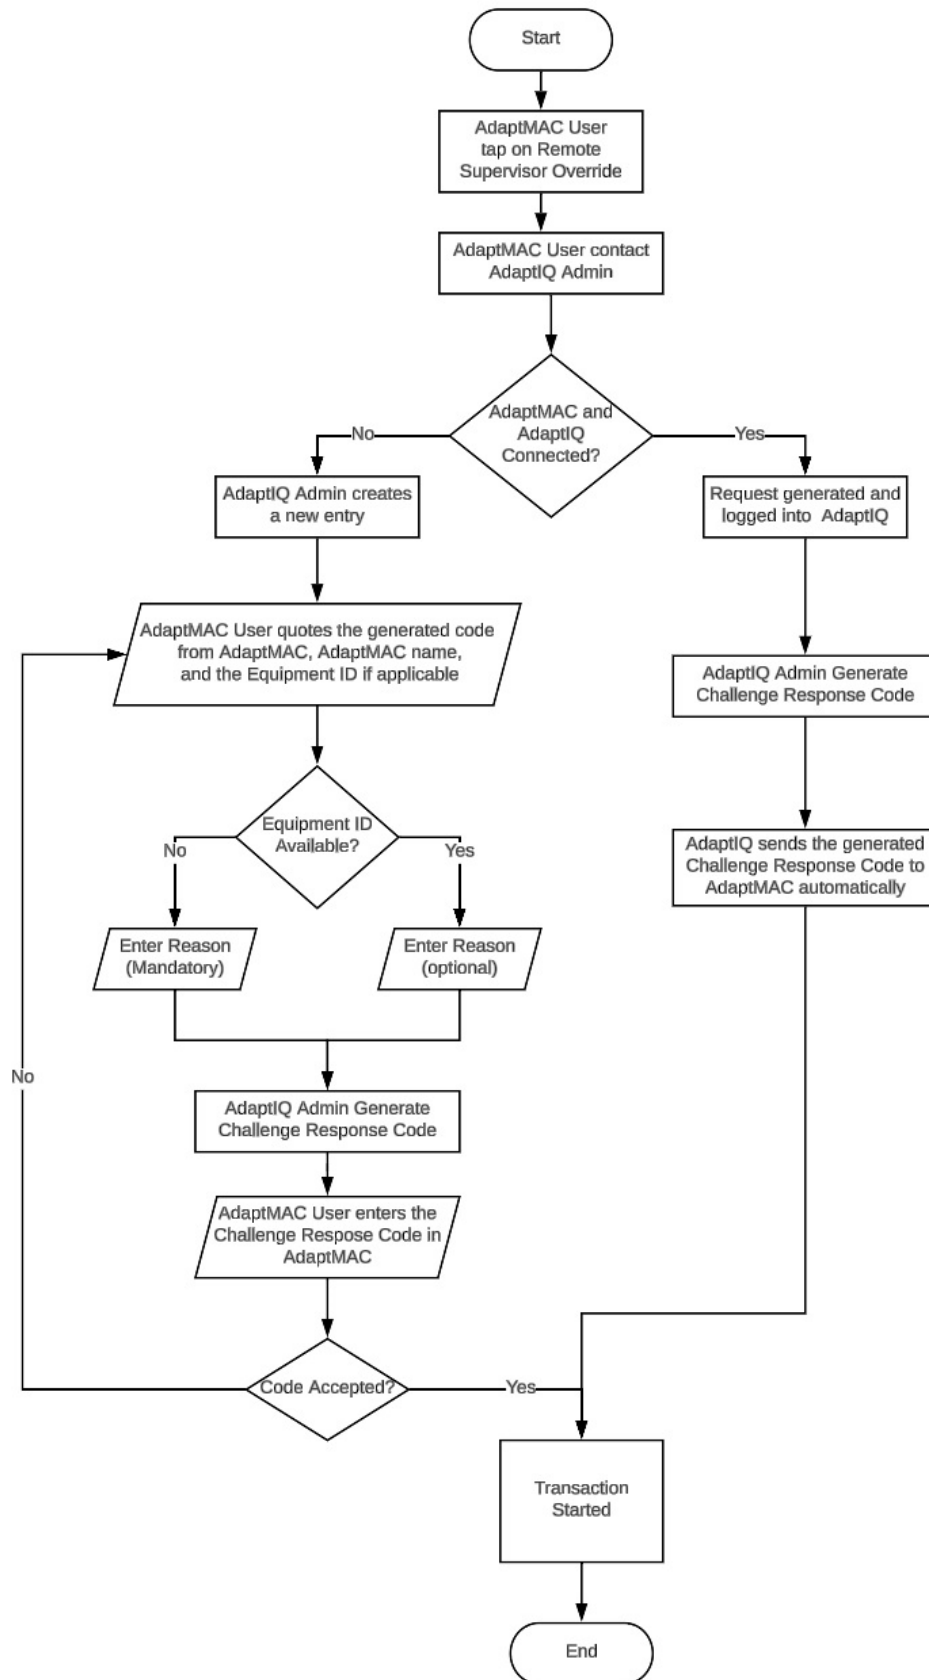 Start
AdaptMAC User
tap on Remote
Supervisor Override
AdaptMAC User contact
AdaptIQ Admin
AdaptMAC and
AdaptIQ
Connected?
No
Yes
AdaptIQ Admin creates
a new entry
Request generated and
logged into AdaptIQ
AdaptMAC User quotes the generated code
from AdaptMAC, AdaptMAC name,
and the Equipment ID if applicable
AdaptIQ Admin Generate
Challenge Response Code
Equipment ID
Available?
No
Yes
AdaptIQ sends the generated
Challenge Response Code to
AdaptMAC automatically
Enter Reason
(Mandatory)
Enter Reason
(optional)
No
AdaptIQ Admin Generate
Challenge Response Code
AdaptMAC User enters the
Challenge Respose Code in
AdaptMAC
Code Accepted?
Yes
Transaction
Started
End